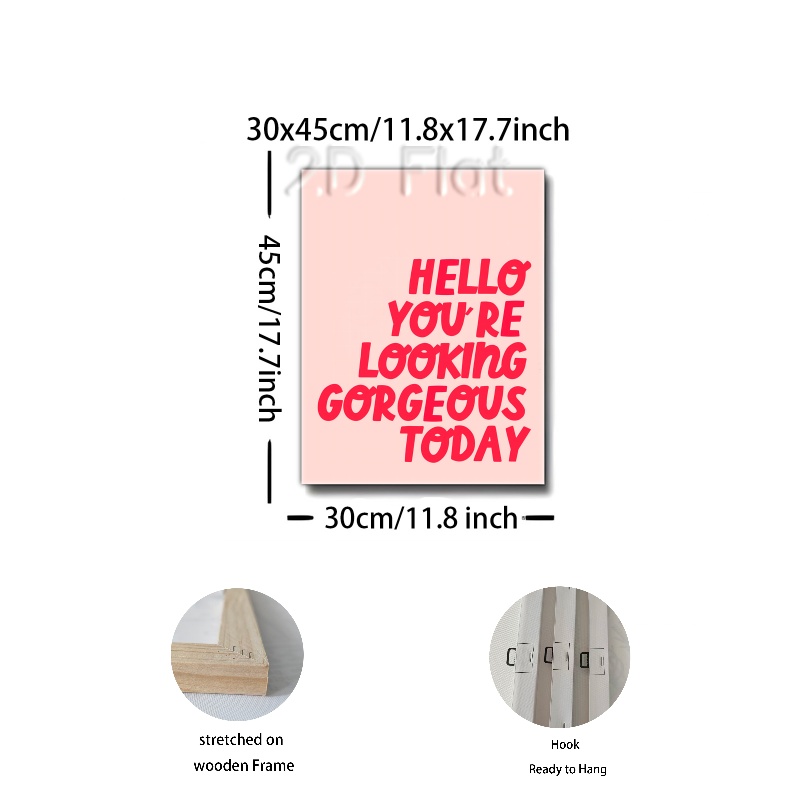 30x45cm/11.8x17.7inch
2D Flat
45cm/17.7inch
HELLO
YOU'RE
LOOKING
GORGEOUS
TODAY
30cm/11.8 inch
stretched on
wooden Frame
Hook
Ready to Hang